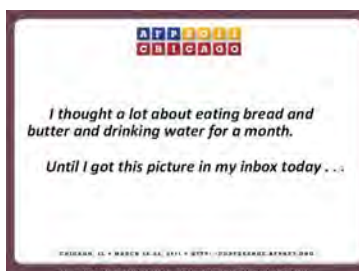 CHICAGO
I thought a lot about eating bread and
butter and drinking water for a month.
Until I got this picture in my inbox today . . .